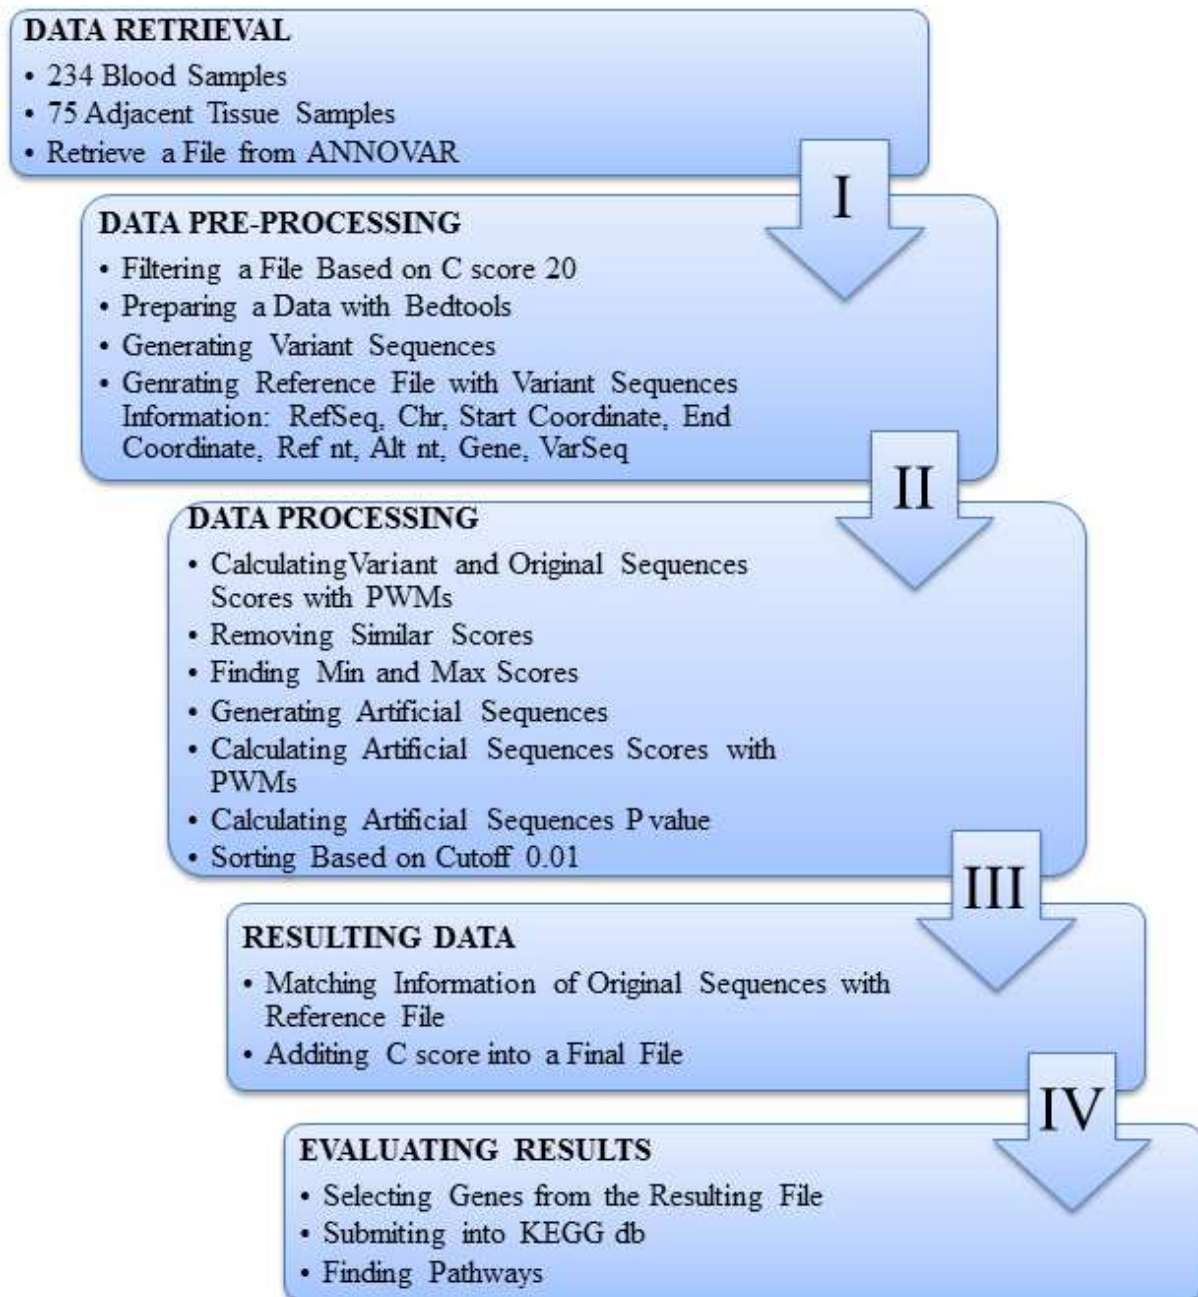 DATA RETRIEVAL
• 234 Blood Samples
• 75 Adjacent Tissue Samples
• Retrieve a File from ANNOVAR
I
DATA PRE-PROCESSING
• Filtering a File Based on C score 20
• Preparing a Data with Bedtools
• Generating Variant Sequences
• Genrating Reference File with Variant Sequences
Information: RefSeq, Chr, Start Coordinate, End
Coordinate, Ref nt, Alt nt, Gene, VarSeq
II
DATA PROCESSING
• Calculating Variant and Original Sequences
Scores with PWMs
• Removing Similar Scores
• Finding Min and Max Scores
• Generating Artificial Sequences
• Calculating Artificial Sequences Scores with
PWMs
• Calculating Artificial Sequences P value
• Sorting Based on Cutoff 0.01
III
RESULTING DATA
• Matching Information of Original Sequences with
Reference File
• Additing C score into a Final File
IV
EVALUATING RESULTS
• Selecting Genes from the Resulting File
• Submiting into KEGG db
• Finding Pathways